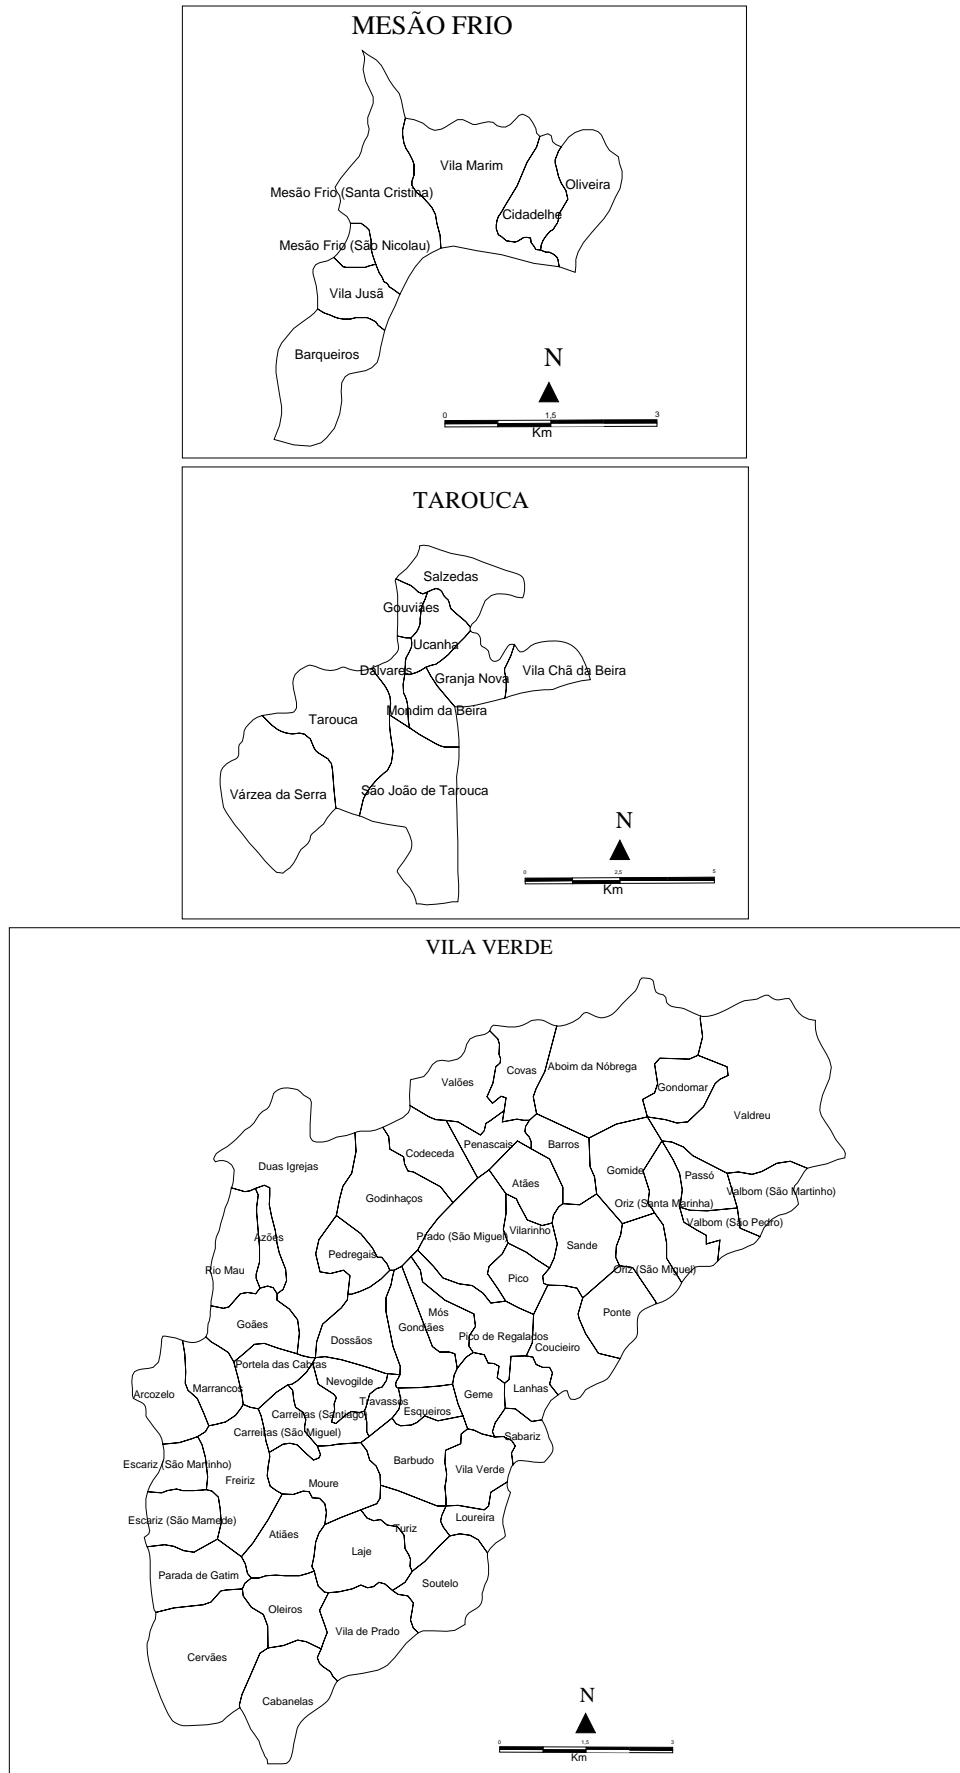 MESÃO FRIO
Vila Marim
Oliveira
Mesão Frio (Santa Cristina)
Cidadelhe
Mesão Frio (São Nicolau)
Vila Jusã
Barqueiros
N
0 1,5 3
Km
TAROUCA
Salzedas
Gouviães
Ucanha
Dálvares
Vila Chã da Beira
Granja Nova
Mondim da Beira
Tarouca
São João de Tarouca
Várzea da Serra
N
0 2,5 5
Km
VILA VERDE
Aboim da Nóbrega
Covas
Valões
Gondomar
Valdreu
Penascais
Barros
Codeceda
Duas Igrejas
Gomide
Passó
Atães
Valbom (São Martinho)
Godinhaços
Oriz (Santa Marinha)
Valbom (São Pedro)
Vilarinho
Prado (São Miguel)
Azões
Sande
Pedregais
Rio Mau
Oriz (São Miguel)
Pico
Mós
Ponte
Goães
Gondiães
Pico de Regalados
Dossãos
Coucieiro
Portela das Cabras
Nevogilde
Marrancos
Lanhas
Arcozelo
Geme
Travassos
Esqueiros
Carreiras (Santiago)
Carreiras (São Miguel)
Sabariz
Barbudo
Escariz (São Martinho)
Vila Verde
Freiriz
Moure
Loureira
Escariz (São Mamede)
Turiz
Atiães
Laje
Parada de Gatim
Soutelo
Oleiros
Vila de Prado
Cervães
Cabanelas
N
0 1,5 3
Km